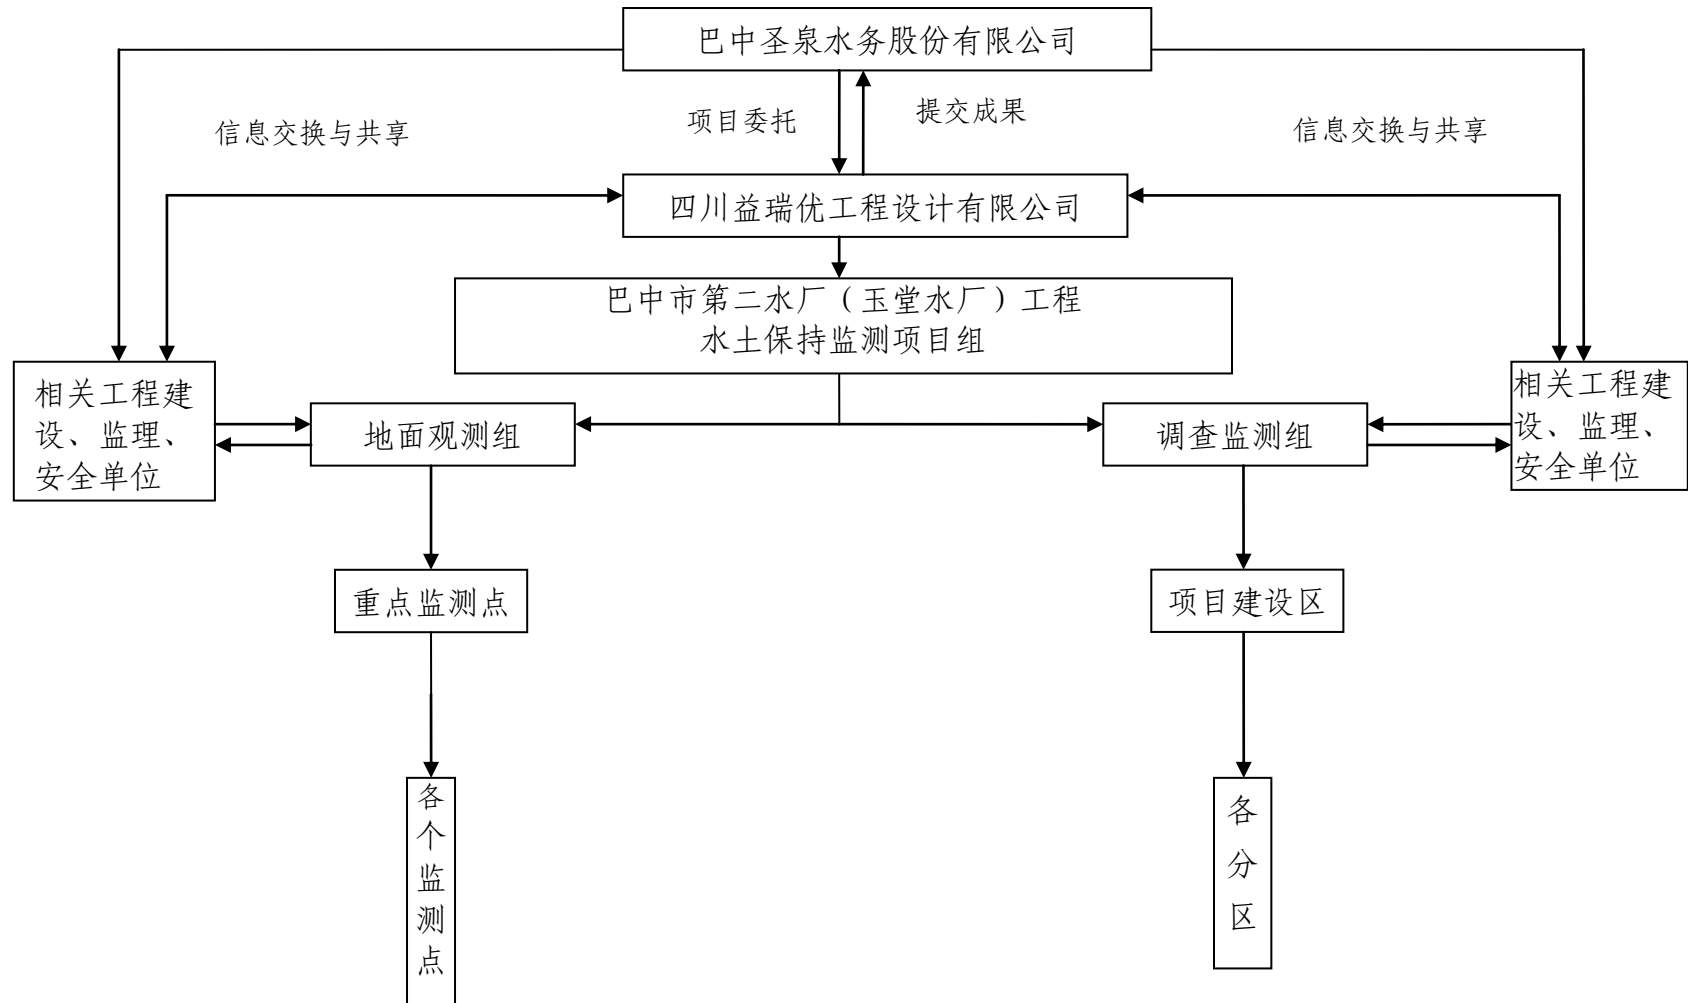 巴中圣泉水务股份有限公司
信息交换与共享
项目委托
提交成果
信息交换与共享
四川益瑞优工程设计有限公司
巴中市第二水厂（玉堂水厂）工程
水土保持监测项目组
相关工程建
设、监理、
安全单位
地面观测组
调查监测组
相关工程建
设、监理、
安全单位
重点监测点
项目建设区
各个监测点
各分区